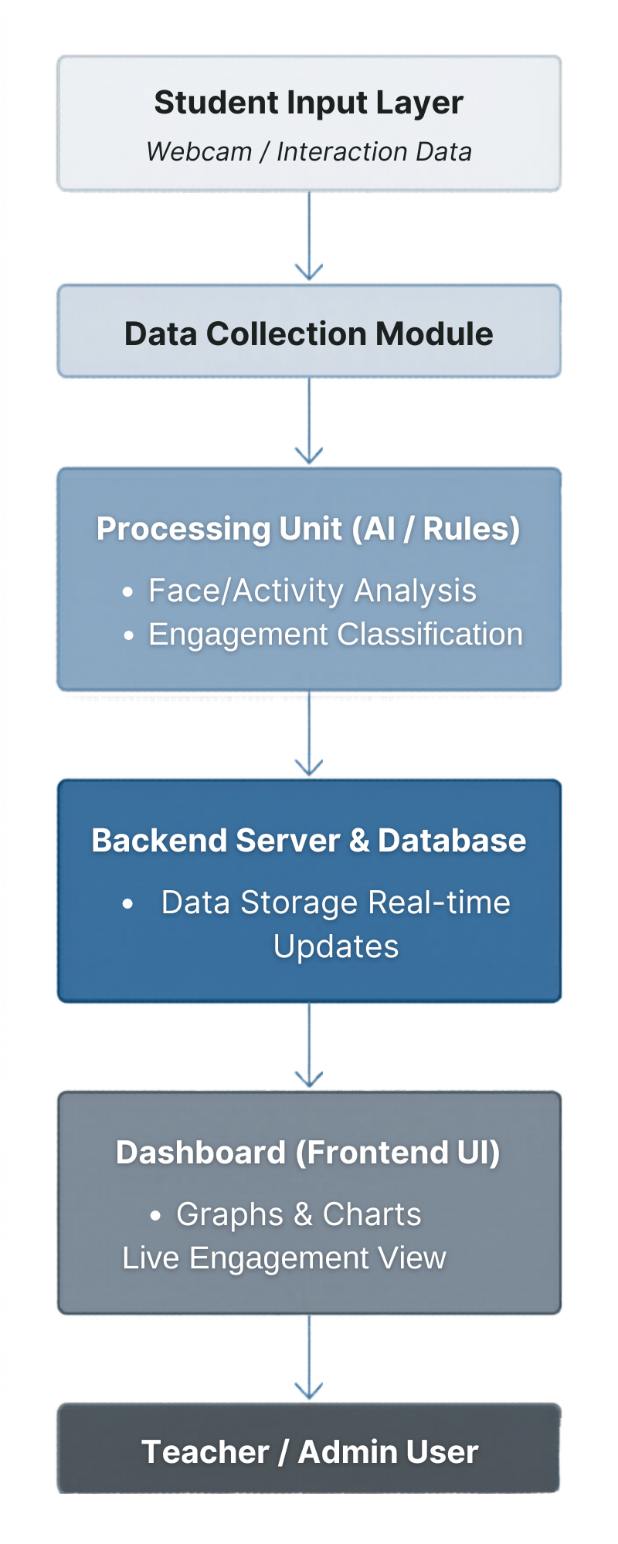 Student Input Layer
Webcam / Interaction Data
Data Collection Module
Processing Unit (AI / Rules)
• Face/Activity Analysis
• Engagement Classification
Backend Server & Database
• Data Storage Real-time
Updates
Dashboard (Frontend UI)
• Graphs & Charts
Live Engagement View
Teacher / Admin User